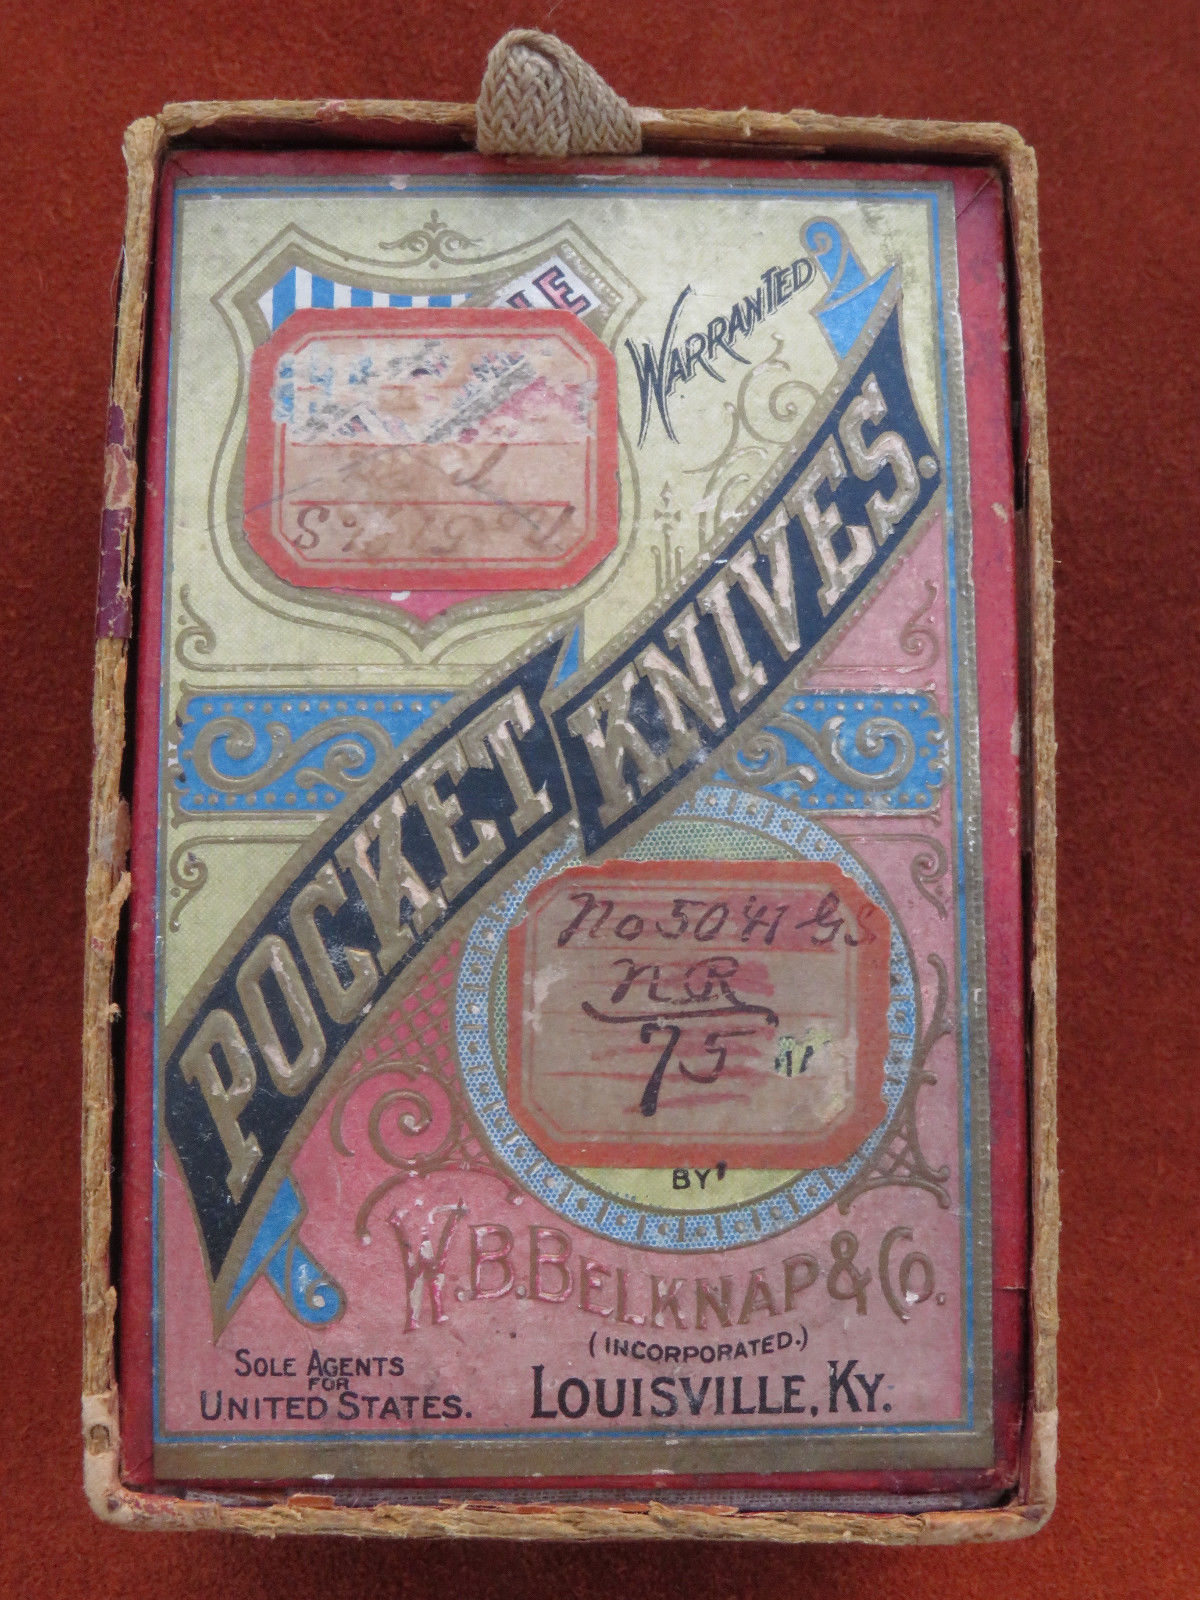 WARRANTED
POCKET KNIVES.
No 5041 GS
NR
75
BY
W. B. BELKNAP & Co.
(INCORPORATED.)
SOLE AGENTS
FOR
UNITED STATES.
LOUISVILLE, KY.